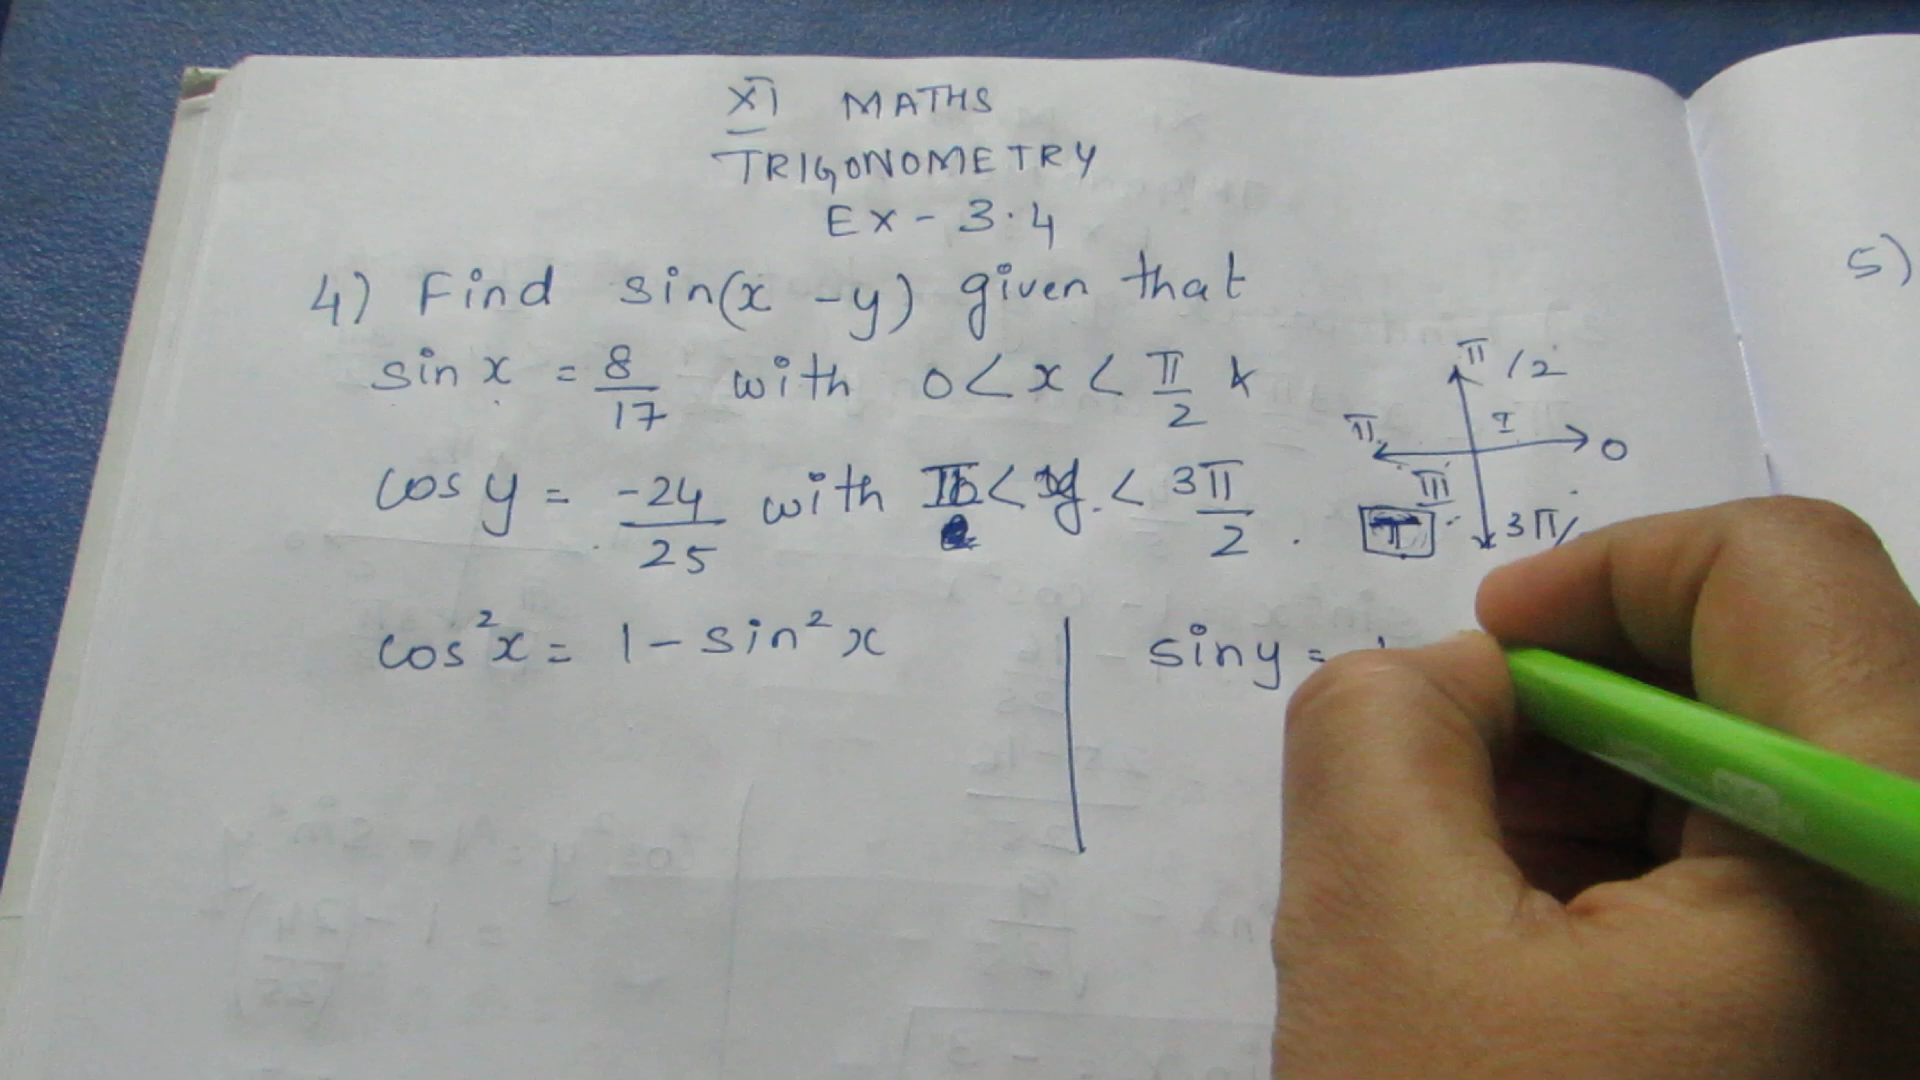 XI MATHS
TRIGONOMETRY
EX - 3.4
4) Find sin(x - y) given that
sin x = 8/17 with 0 < x < π/2 &
cos y = -24/25 with π < y < 3π/2 .
π/2
π I 0
III
3π/
cos²x = 1 - sin²x
sin y =
5)